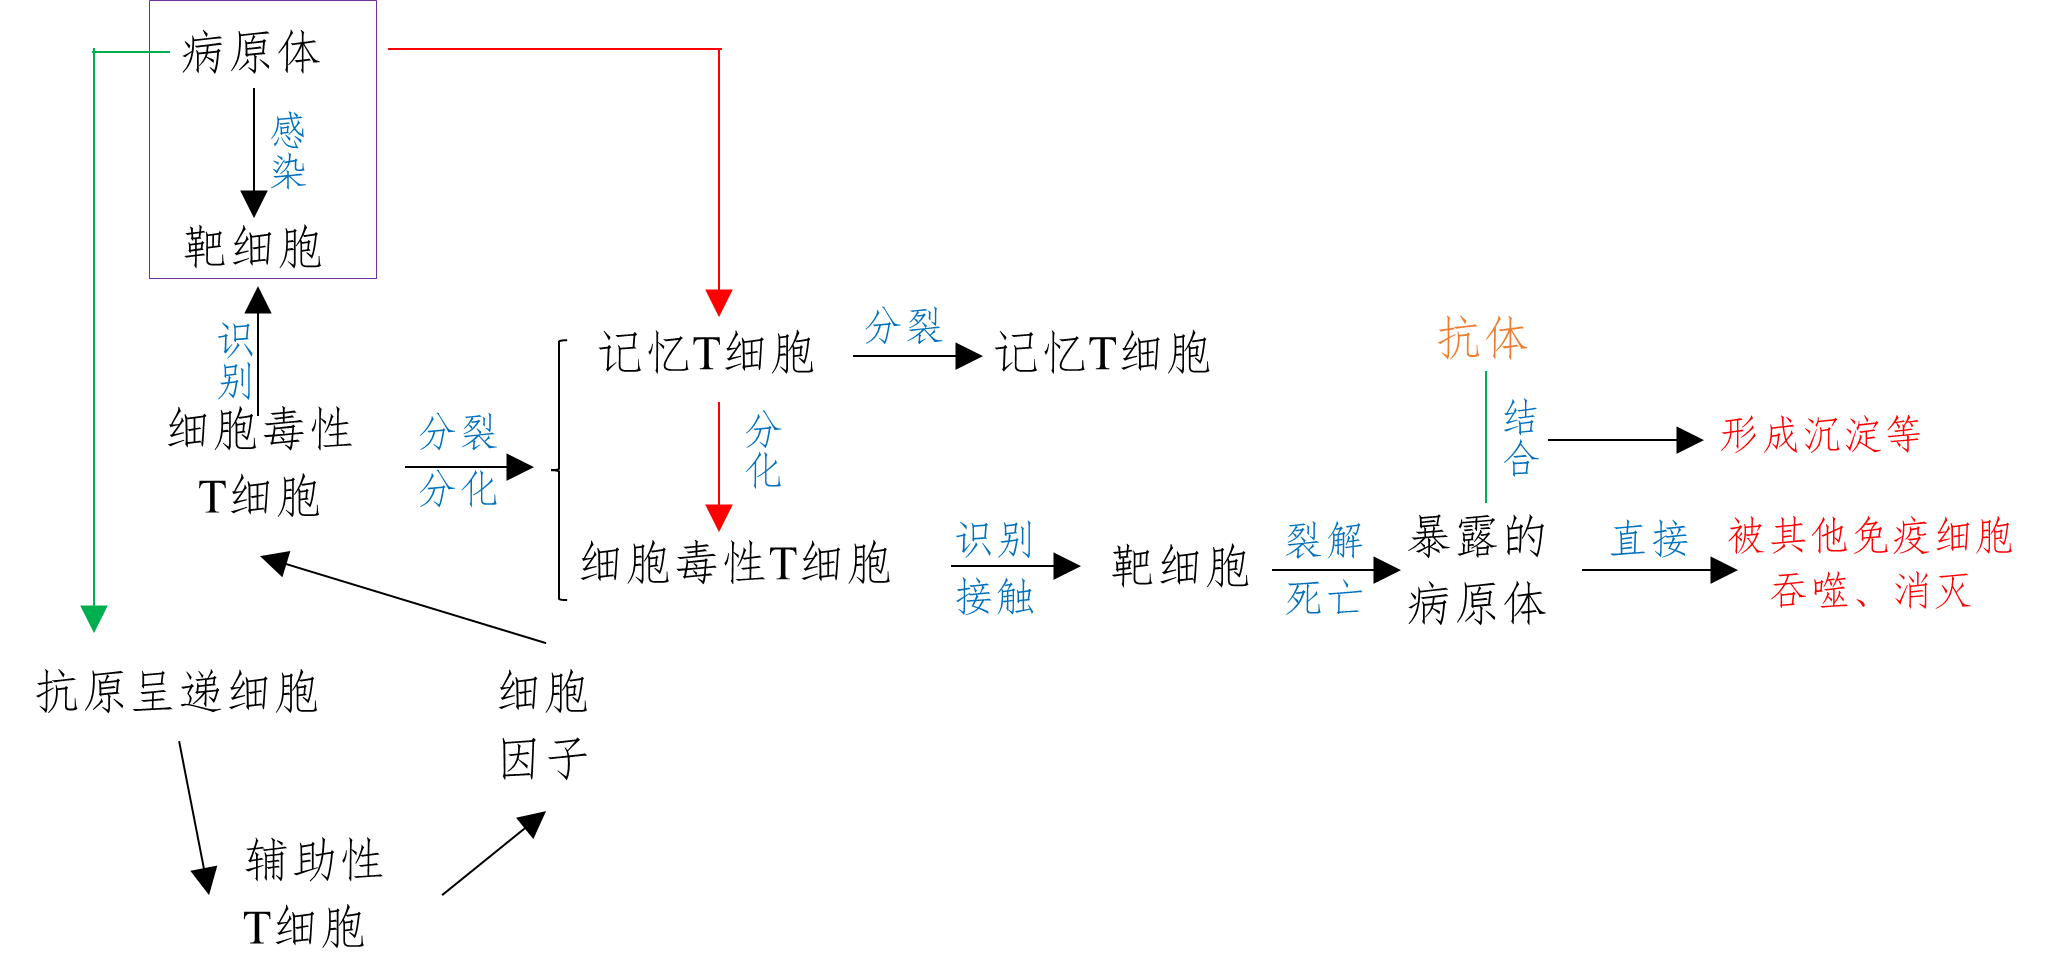 病原体
感染
靶细胞
识别
细胞毒性
T细胞
分裂
分化
记忆T细胞
分裂
记忆T细胞
分化
细胞毒性T细胞
识别
接触
靶细胞
裂解
死亡
抗体
结合
形成沉淀等
暴露的
病原体
直接
被其他免疫细胞
吞噬、消灭
抗原呈递细胞
细胞
因子
辅助性
T细胞